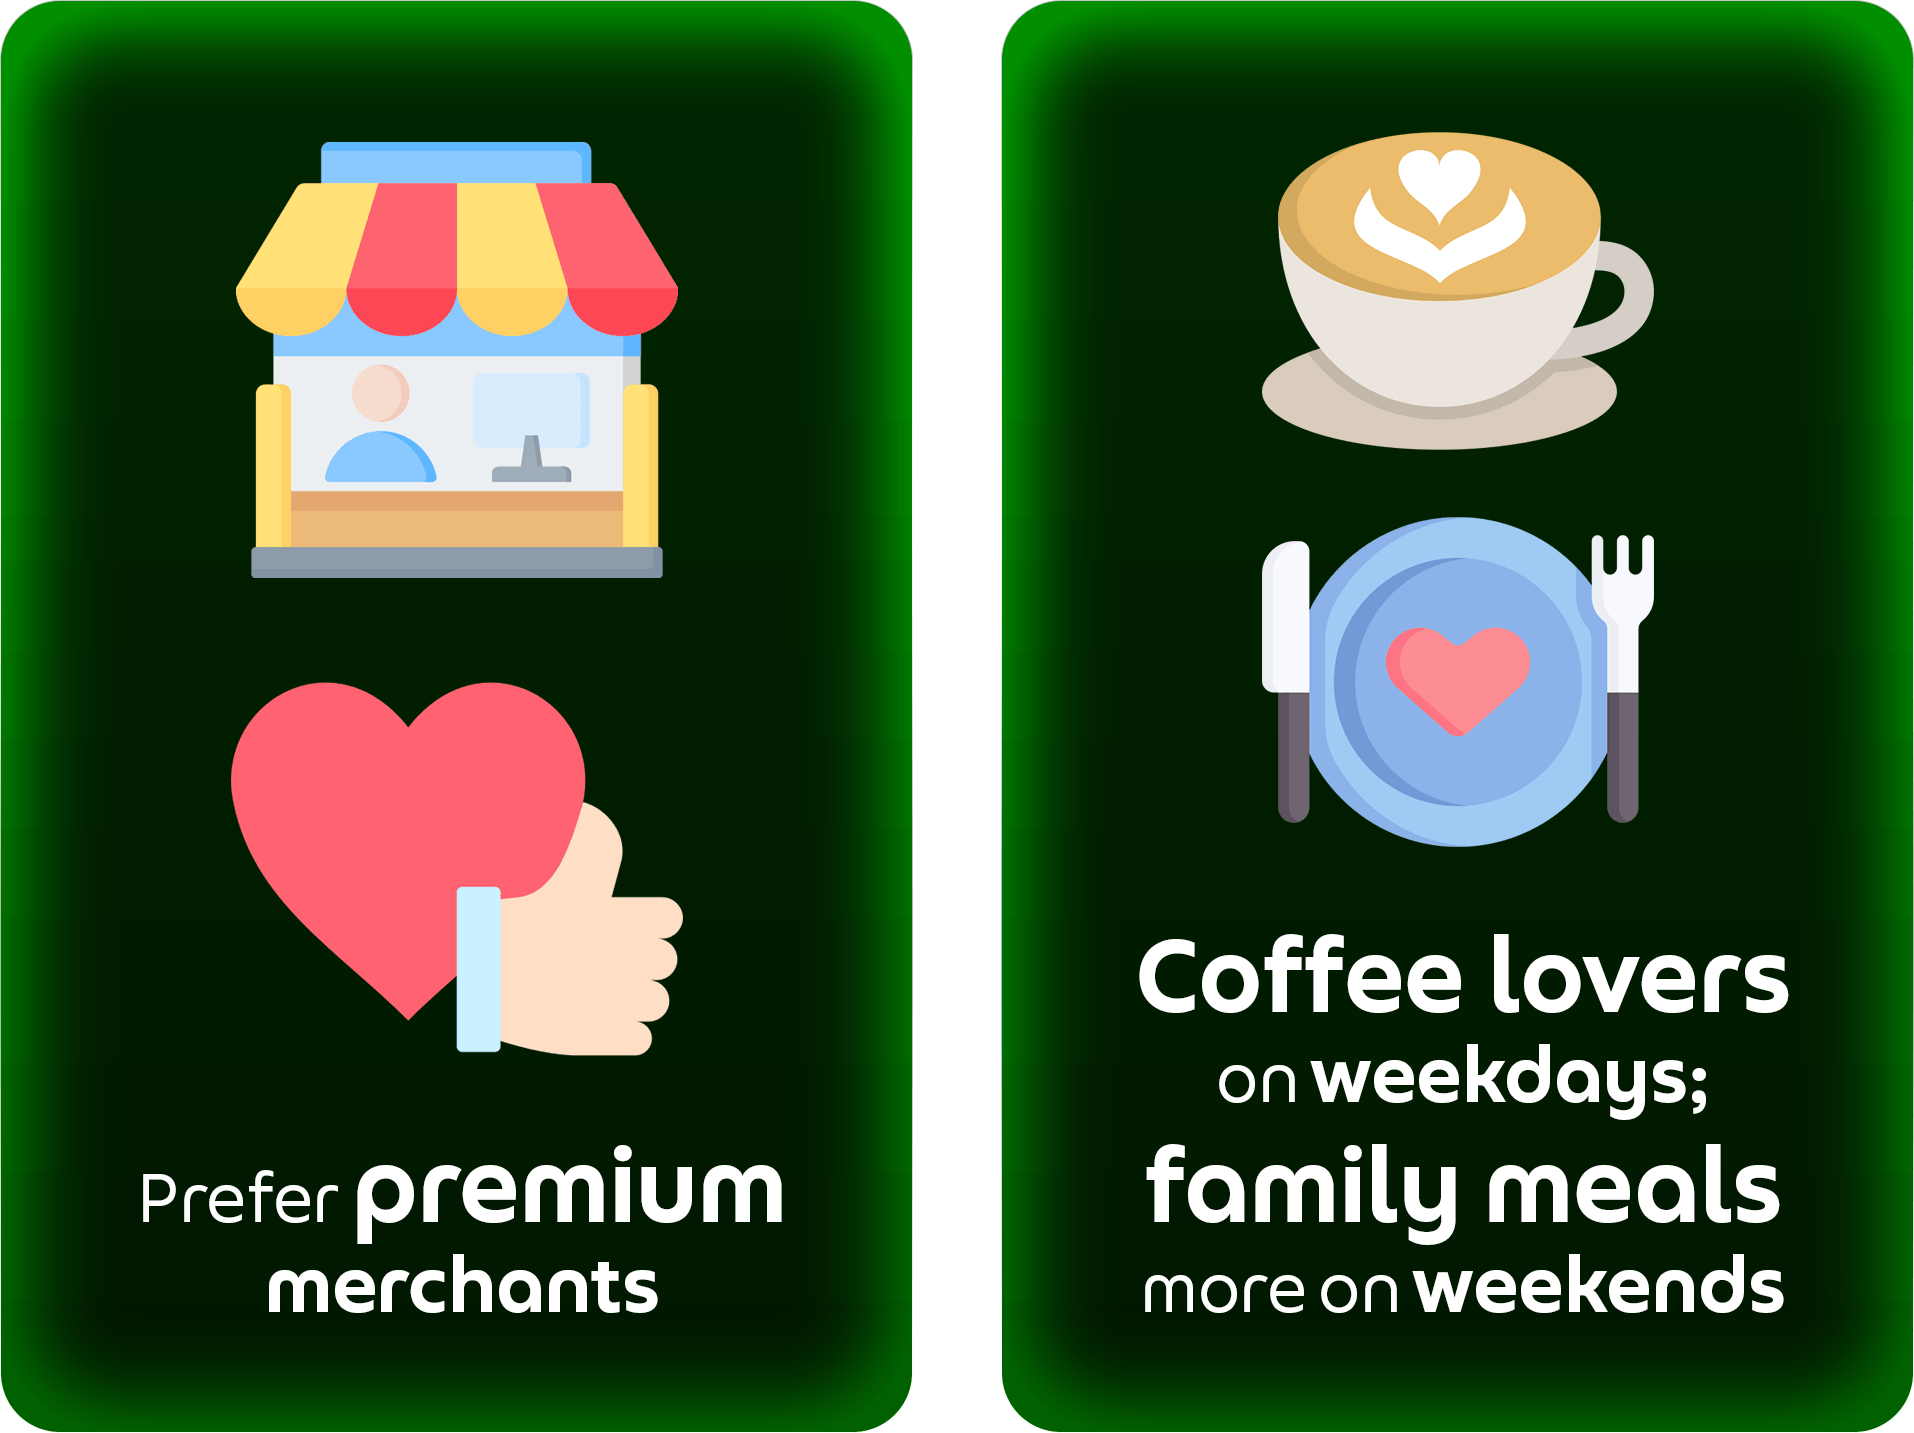 Prefer premium
merchants
Coffee lovers
on weekdays;
family meals
more on weekends